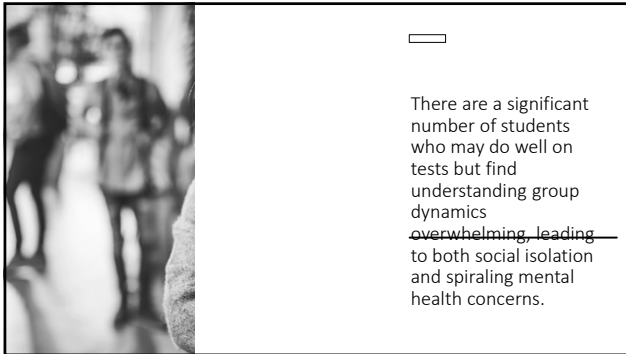 There are a significant
number of students
who may do well on
tests but find
understanding group
dynamics
overwhelming, leading
to both social isolation
and spiraling mental
health concerns.